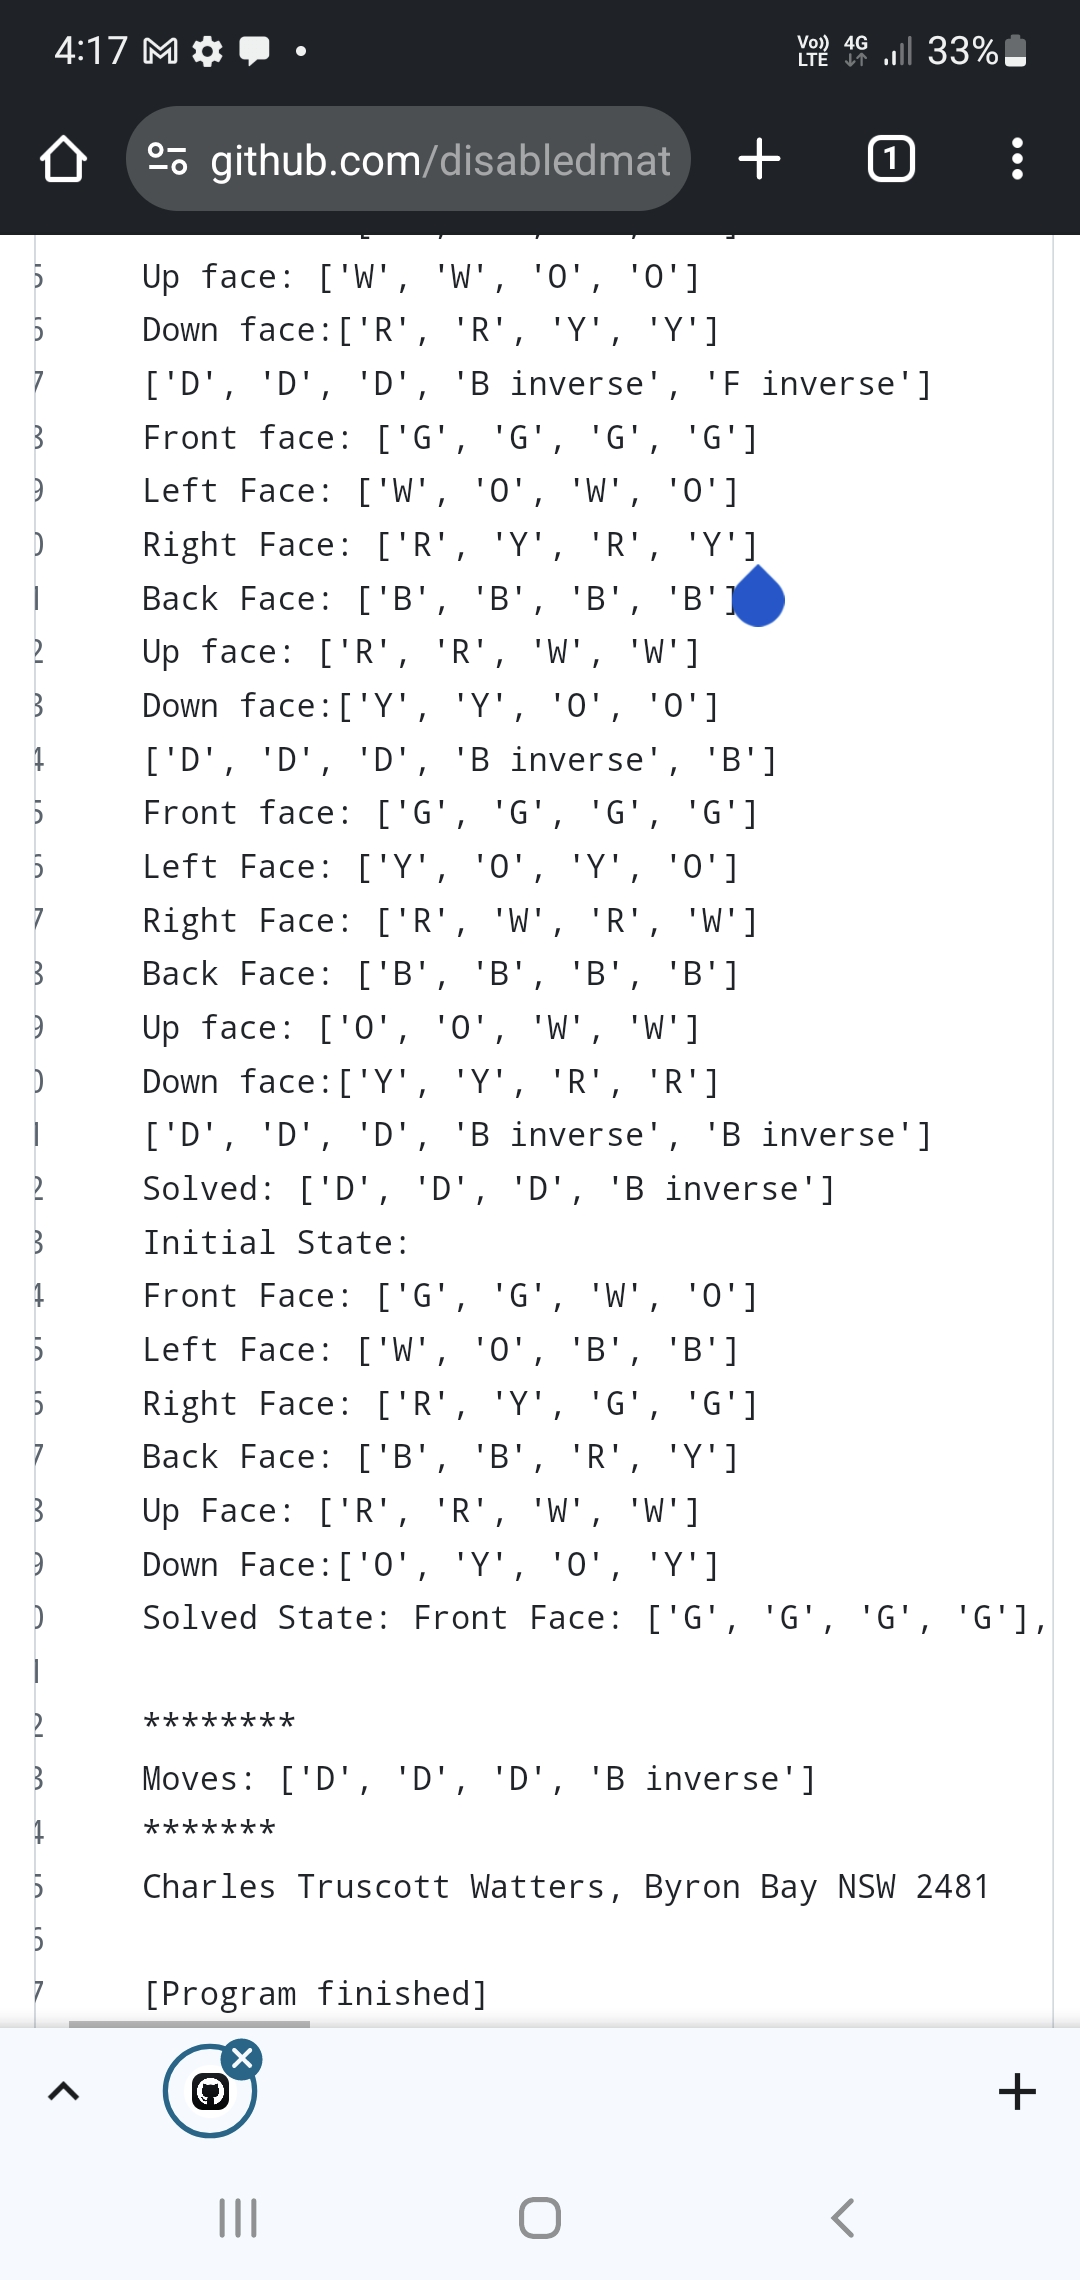 4:17 VoLTE 4G 33%
github.com/disabledmat 1
5 Up face: ['W', 'W', 'O', 'O']
6 Down face:['R', 'R', 'Y', 'Y']
7 ['D', 'D', 'D', 'B inverse', 'F inverse']
8 Front face: ['G', 'G', 'G', 'G']
9 Left Face: ['W', 'O', 'W', 'O']
0 Right Face: ['R', 'Y', 'R', 'Y']
1 Back Face: ['B', 'B', 'B', 'B']
2 Up face: ['R', 'R', 'W', 'W']
3 Down face:['Y', 'Y', 'O', 'O']
4 ['D', 'D', 'D', 'B inverse', 'B']
5 Front face: ['G', 'G', 'G', 'G']
6 Left Face: ['Y', 'O', 'Y', 'O']
7 Right Face: ['R', 'W', 'R', 'W']
8 Back Face: ['B', 'B', 'B', 'B']
9 Up face: ['O', 'O', 'W', 'W']
0 Down face:['Y', 'Y', 'R', 'R']
1 ['D', 'D', 'D', 'B inverse', 'B inverse']
2 Solved: ['D', 'D', 'D', 'B inverse']
3 Initial State:
4 Front Face: ['G', 'G', 'W', 'O']
5 Left Face: ['W', 'O', 'B', 'B']
6 Right Face: ['R', 'Y', 'G', 'G']
7 Back Face: ['B', 'B', 'R', 'Y']
8 Up Face: ['R', 'R', 'W', 'W']
9 Down Face:['O', 'Y', 'O', 'Y']
0 Solved State: Front Face: ['G', 'G', 'G', 'G'],
1
2 ********
3 Moves: ['D', 'D', 'D', 'B inverse']
4 *******
5 Charles Truscott Watters, Byron Bay NSW 2481
6
7 [Program finished]